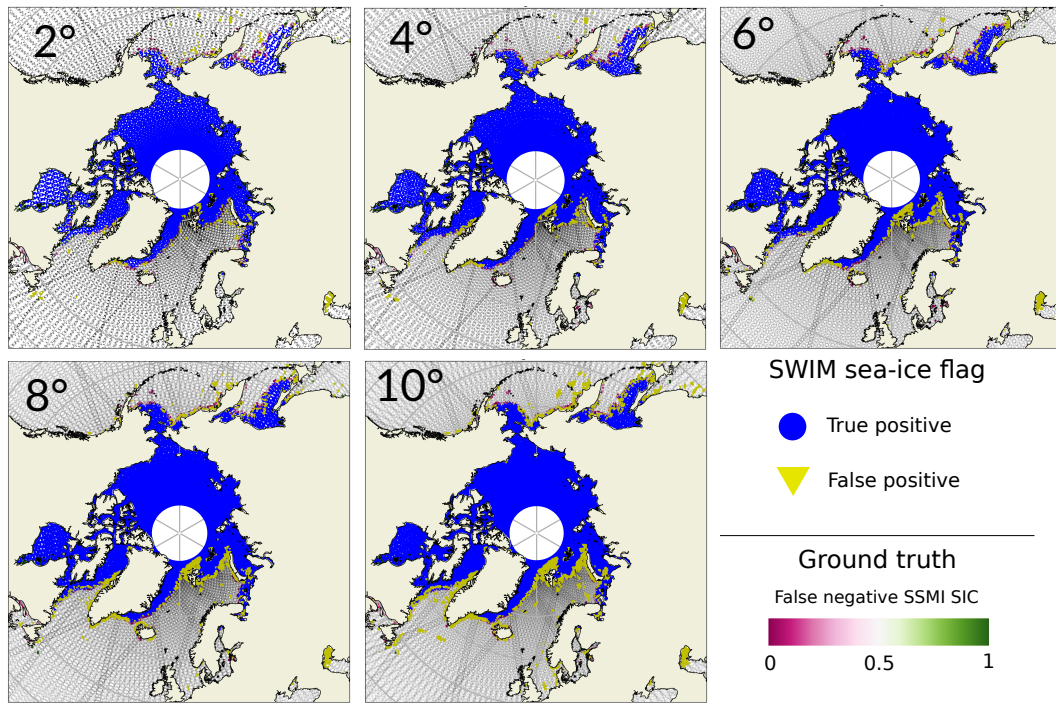 2°
4°
6°
8°
10°
SWIM sea-ice flag
True positive
False positive
Ground truth
False negative SSMI SIC
0 0.5 1